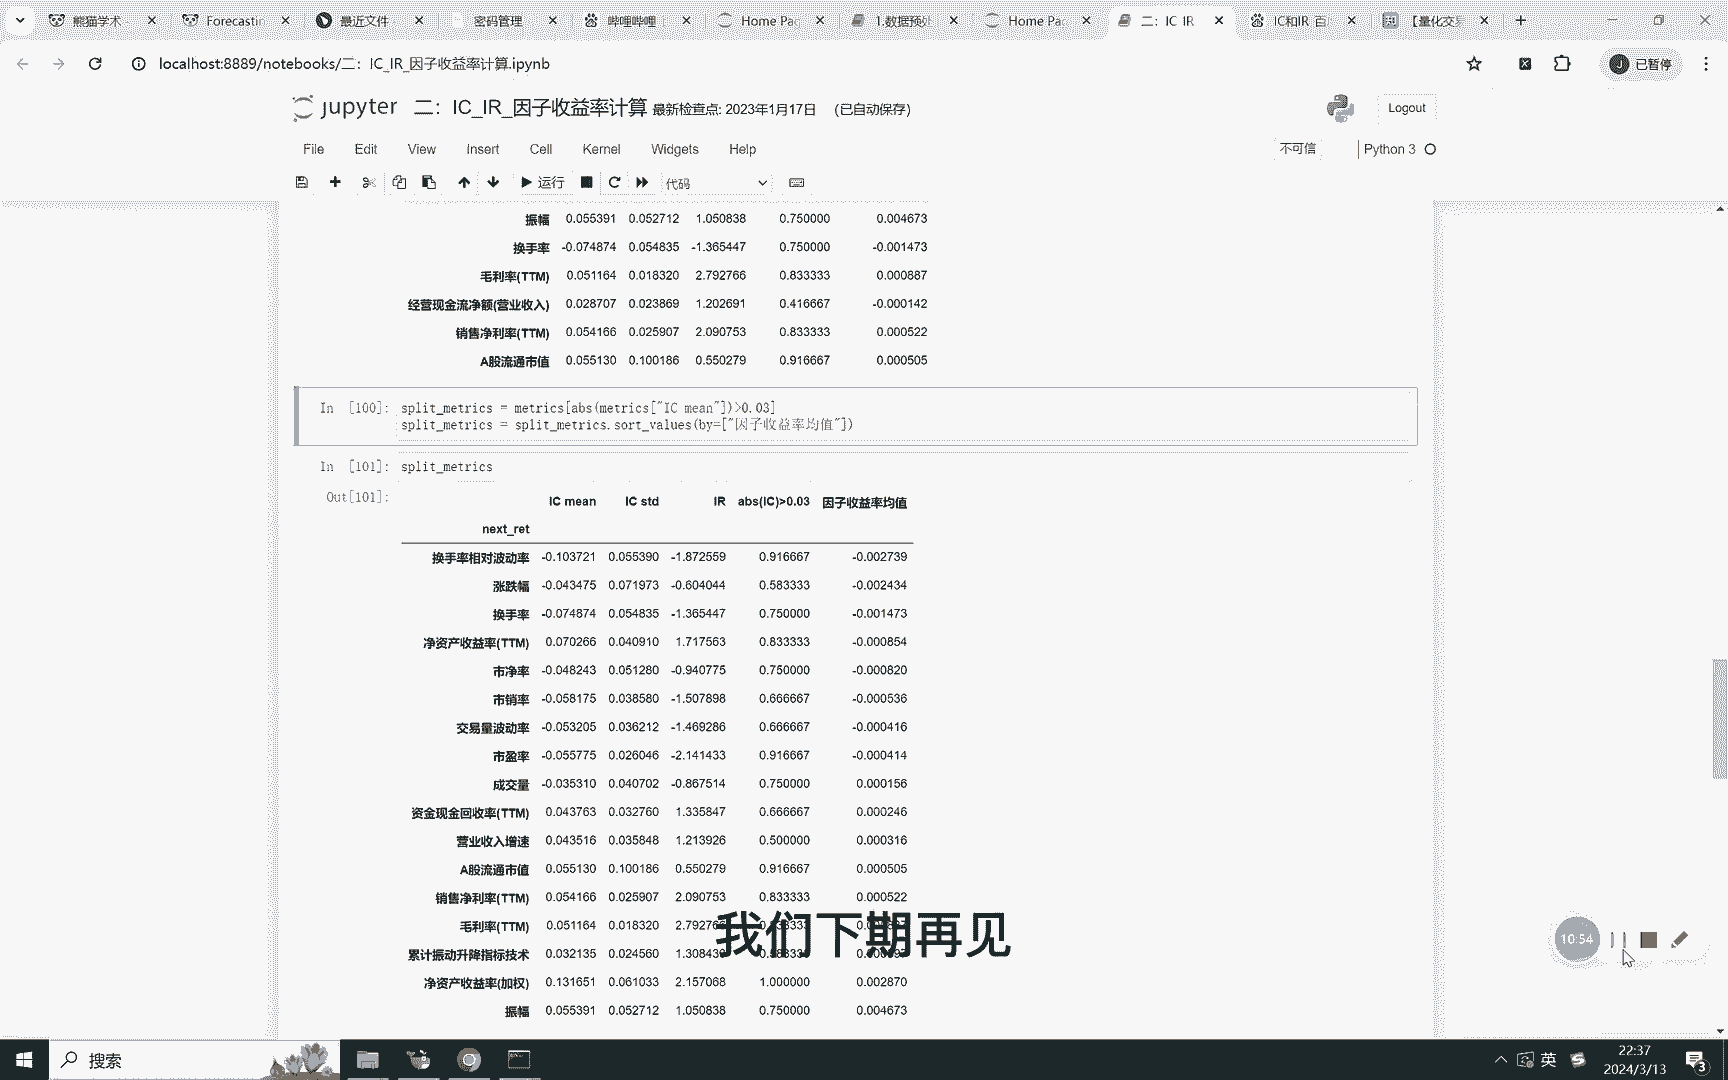 熊猫学术
Forecastin
最近文件
密码管理
哔哩哔哩
Home Pag
1.数据预处
Home Pag
二：IC IR
IC和IR 百
【量化交易
localhost:8889/notebooks/二：IC_IR_因子收益率计算.ipynb
J 已暂停
jupyter 二：IC_IR_因子收益率计算 最新检查点: 2023年1月17日 (已自动保存)
Logout
File Edit View Insert Cell Kernel Widgets Help
不可信 Python 3
运行 代码
振幅 0.055391 0.052712 1.050838 0.750000 0.004673
换手率 -0.074874 0.054835 -1.365447 0.750000 -0.001473
毛利率(TTM) 0.051164 0.018320 2.792766 0.833333 0.000887
经营现金流净额(营业收入) 0.028707 0.023869 1.202691 0.416667 -0.000142
销售净利率(TTM) 0.054166 0.025907 2.090753 0.833333 0.000522
A股流通市值 0.055130 0.100186 0.550279 0.916667 0.000505
In [100]: split_metrics = metrics[abs(metrics["IC mean"])>0.03]
split_metrics = split_metrics.sort_values(by=["因子收益率均值"])
In [101]: split_metrics
Out[101]:
IC mean IC std IR abs(IC)>0.03 因子收益率均值
next_ret
换手率相对波动率 -0.103721 0.055390 -1.872559 0.916667 -0.002739
涨跌幅 -0.043475 0.071973 -0.604044 0.583333 -0.002434
换手率 -0.074874 0.054835 -1.365447 0.750000 -0.001473
净资产收益率(TTM) 0.070266 0.040910 1.717563 0.833333 -0.000854
市净率 -0.048243 0.051280 -0.940775 0.750000 -0.000820
市销率 -0.058175 0.038580 -1.507898 0.666667 -0.000536
交易量波动率 -0.053205 0.036212 -1.469286 0.666667 -0.000416
市盈率 -0.055775 0.026046 -2.141433 0.916667 -0.000414
成交量 -0.035310 0.040702 -0.867514 0.750000 0.000156
资金现金回收率(TTM) 0.043763 0.032760 1.335847 0.666667 0.000246
营业收入增速 0.043516 0.035848 1.213926 0.500000 0.000316
A股流通市值 0.055130 0.100186 0.550279 0.916667 0.000505
销售净利率(TTM) 0.054166 0.025907 2.090753 0.833333 0.000522
毛利率(TTM) 0.051164 0.018320
我们下期再见
累计振动升降指标技术 0.032135 0.024560
净资产收益率(加权) 0.131651 0.061033 2.157068 1.000000 0.002870
振幅 0.055391 0.052712 1.050838 0.750000 0.004673
10:54
搜索
英
22:37
2024/3/13
3